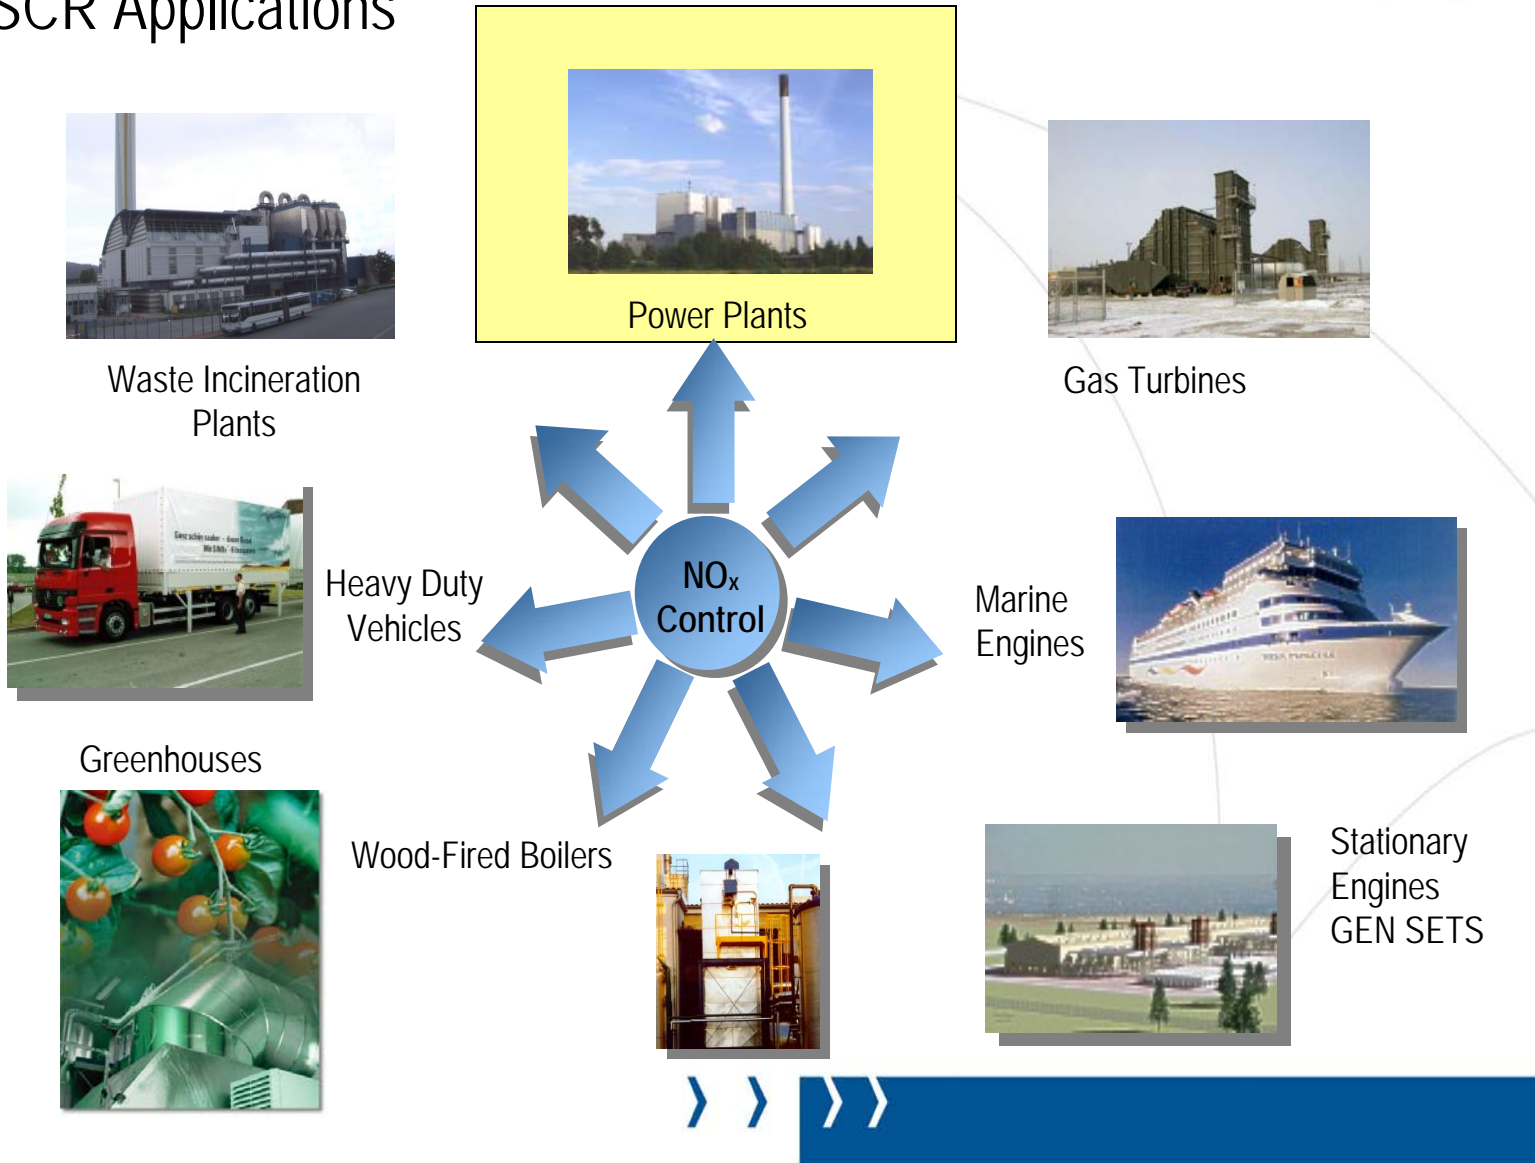 SCR Applications
Power Plants
Waste Incineration
Plants
Gas Turbines
Heavy Duty
Vehicles
NOₓ
Control
Marine
Engines
Greenhouses
Wood-Fired Boilers
Stationary
Engines
GEN SETS